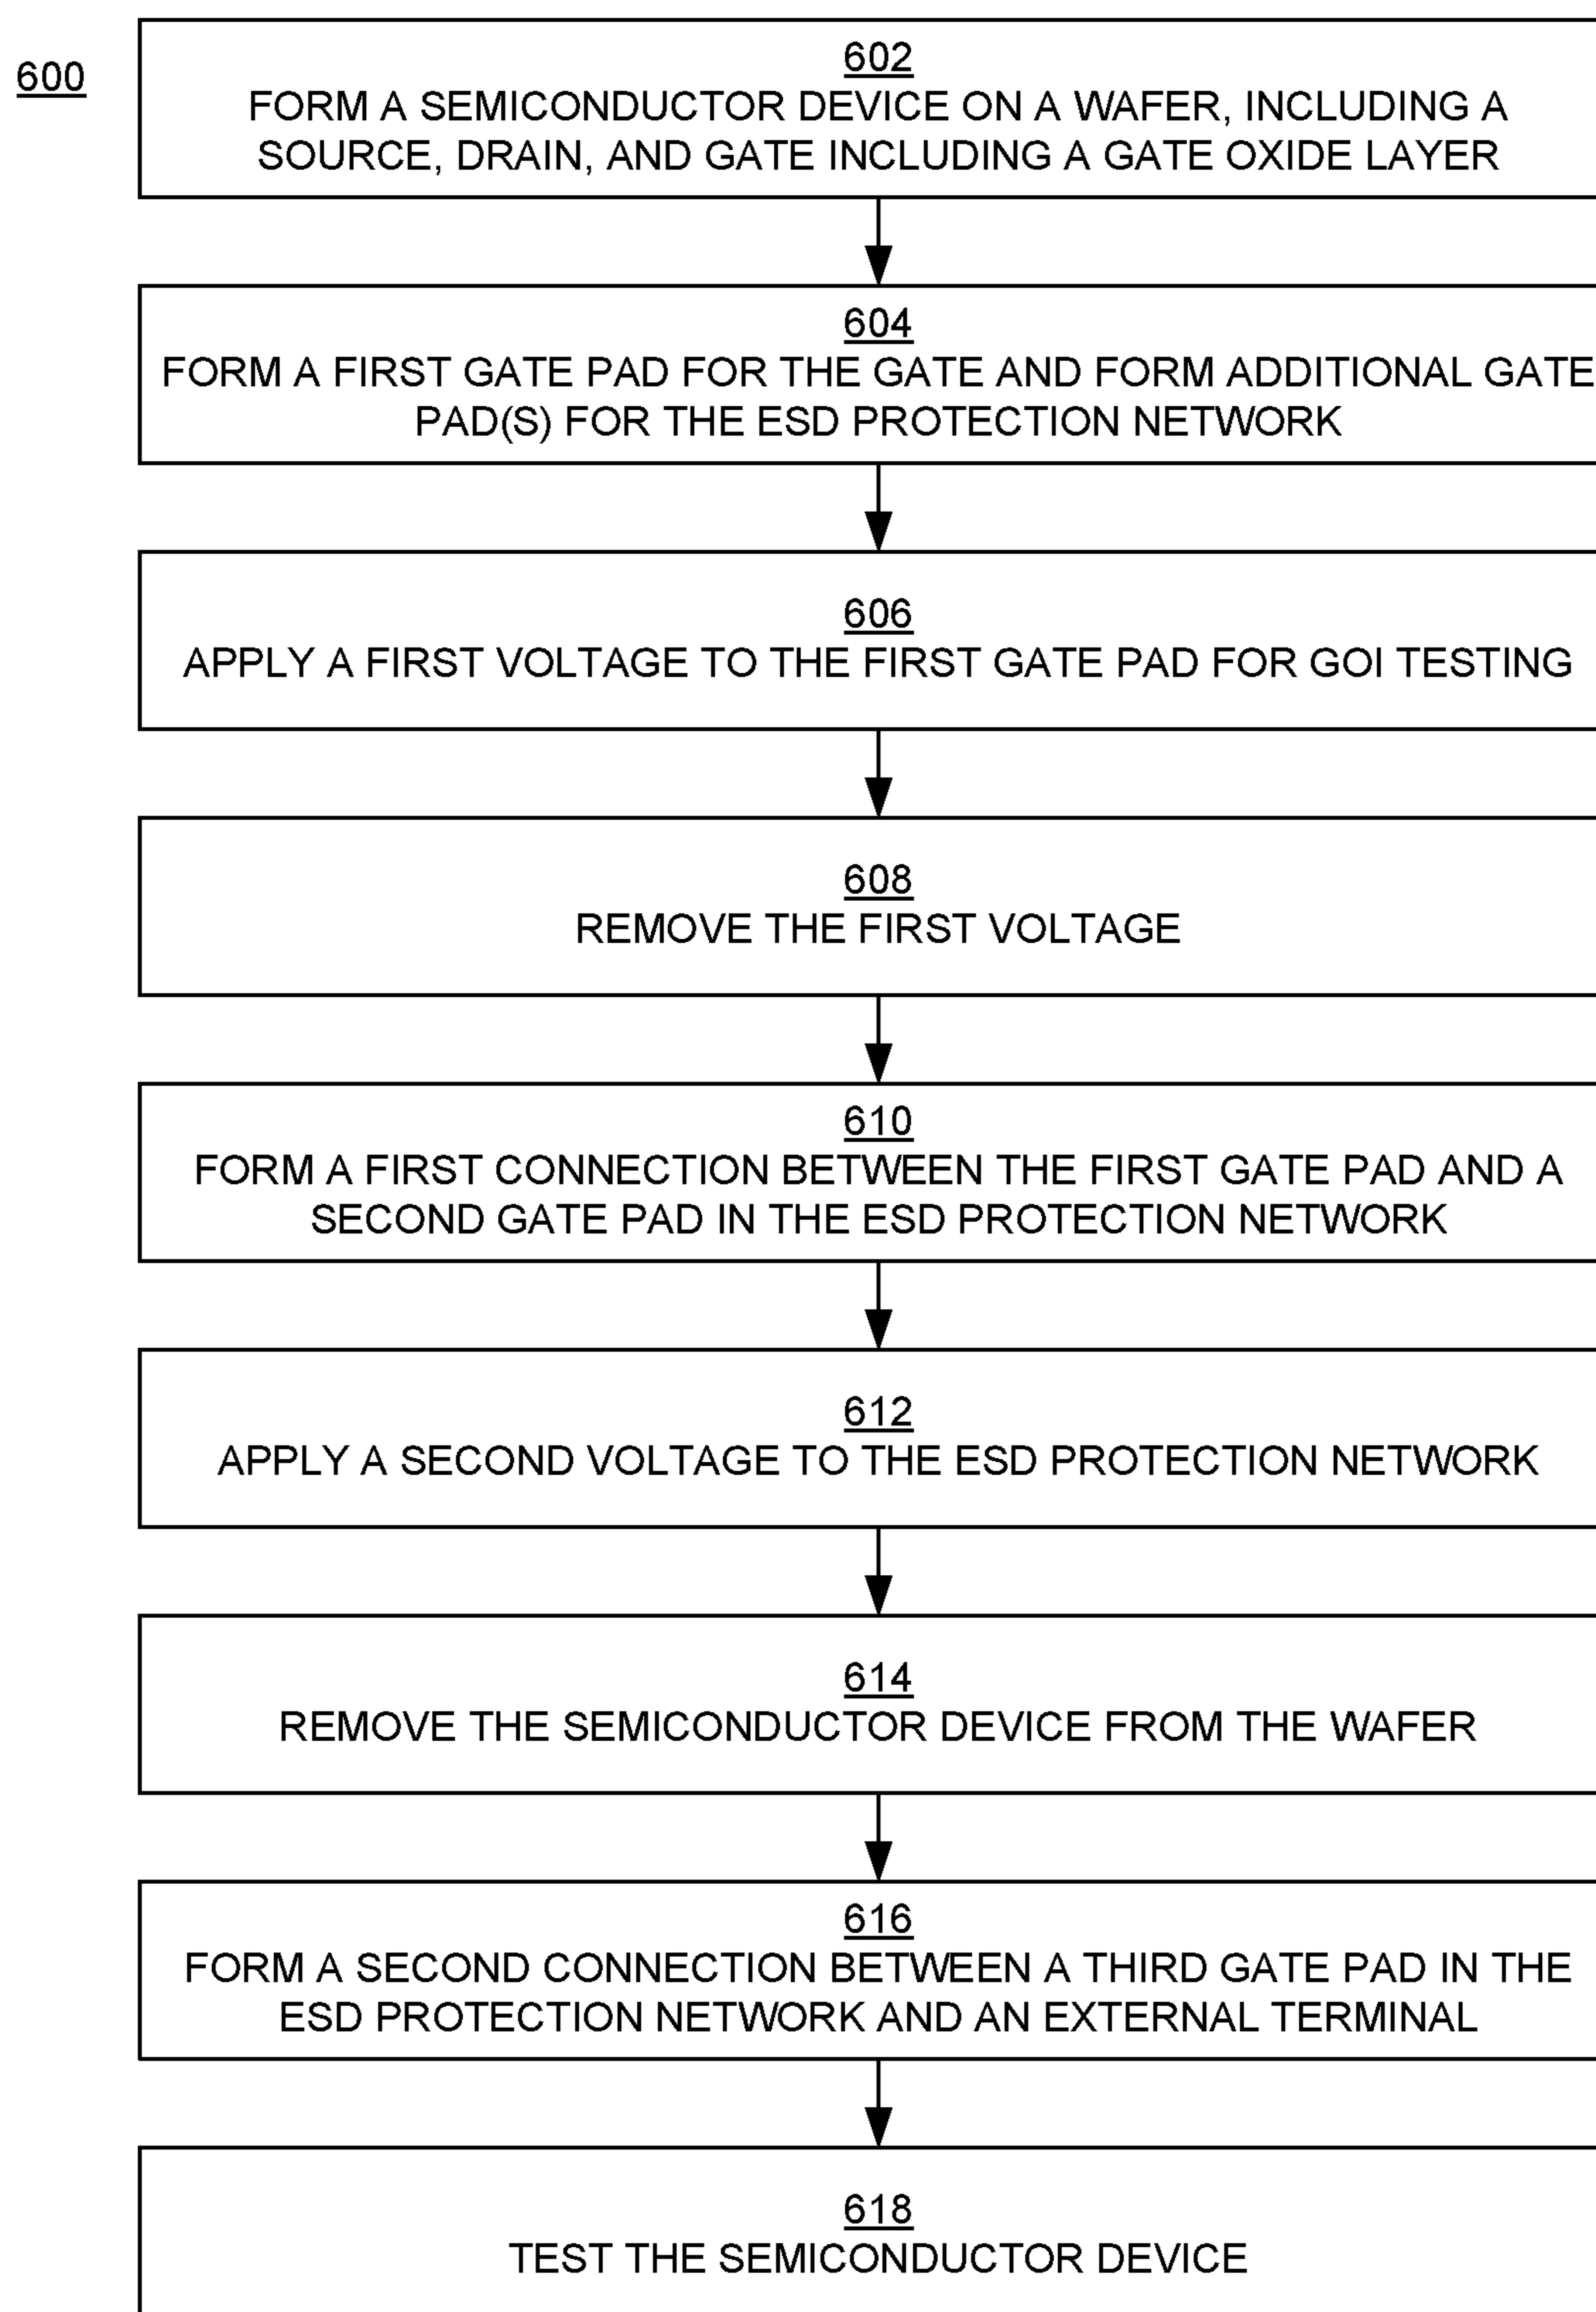 600
602
FORM A SEMICONDUCTOR DEVICE ON A WAFER, INCLUDING A
SOURCE, DRAIN, AND GATE INCLUDING A GATE OXIDE LAYER
604
FORM A FIRST GATE PAD FOR THE GATE AND FORM ADDITIONAL GATE
PAD(S) FOR THE ESD PROTECTION NETWORK
606
APPLY A FIRST VOLTAGE TO THE FIRST GATE PAD FOR GOI TESTING
608
REMOVE THE FIRST VOLTAGE
610
FORM A FIRST CONNECTION BETWEEN THE FIRST GATE PAD AND A
SECOND GATE PAD IN THE ESD PROTECTION NETWORK
612
APPLY A SECOND VOLTAGE TO THE ESD PROTECTION NETWORK
614
REMOVE THE SEMICONDUCTOR DEVICE FROM THE WAFER
616
FORM A SECOND CONNECTION BETWEEN A THIRD GATE PAD IN THE
ESD PROTECTION NETWORK AND AN EXTERNAL TERMINAL
618
TEST THE SEMICONDUCTOR DEVICE